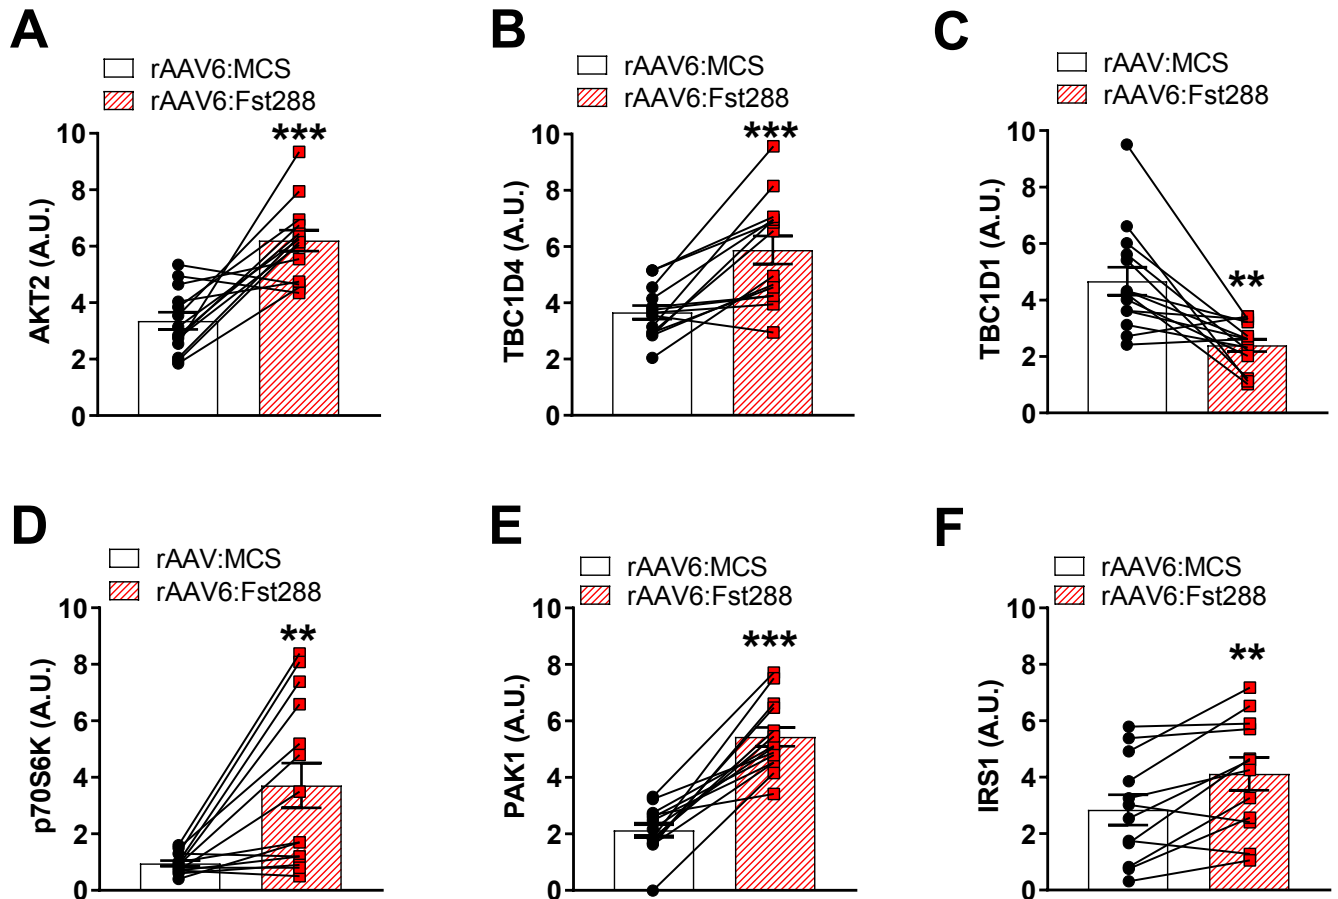 A
rAAV6:MCS
rAAV6:Fst288
***
AKT2 (A.U.)
10
8
6
4
2
0
B
rAAV6:MCS
rAAV6:Fst288
***
TBC1D4 (A.U.)
10
8
6
4
2
0
C
rAAV:MCS
rAAV6:Fst288
**
TBC1D1 (A.U.)
10
8
6
4
2
0
D
rAAV:MCS
rAAV6:Fst288
**
p70S6K (A.U.)
10
8
6
4
2
0
E
rAAV6:MCS
rAAV6:Fst288
***
PAK1 (A.U.)
10
8
6
4
2
0
F
rAAV6:MCS
rAAV6:Fst288
**
IRS1 (A.U.)
10
8
6
4
2
0